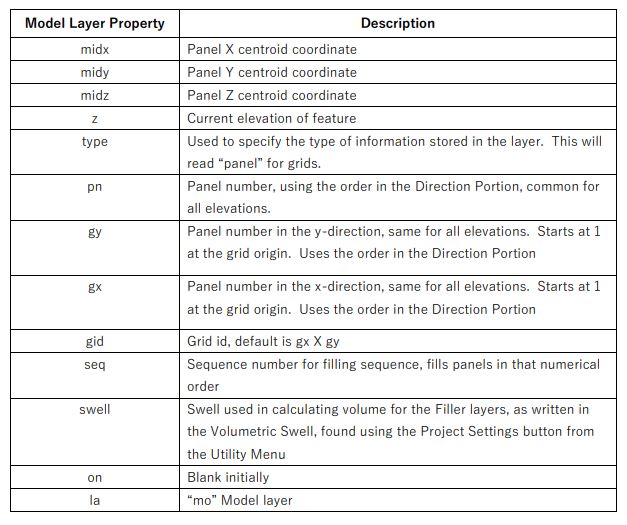 Model Layer Property Description
midx Panel X centroid coordinate
midy Panel Y centroid coordinate
midz Panel Z centroid coordinate
z Current elevation of feature
type Used to specify the type of information stored in the layer. This will
read “panel” for grids.
pn Panel number, using the order in the Direction Portion, common for
all elevations.
gy Panel number in the y-direction, same for all elevations. Starts at 1
at the grid origin. Uses the order in the Direction Portion
gx Panel number in the x-direction, same for all elevations. Starts at 1
at the grid origin. Uses the order in the Direction Portion
gid Grid id, default is gx X gy
seq Sequence number for filling sequence, fills panels in that numerical
order
swell Swell used in calculating volume for the Filler layers, as written in
the Volumetric Swell, found using the Project Settings button from
the Utility Menu
on Blank initially
la “mo” Model layer